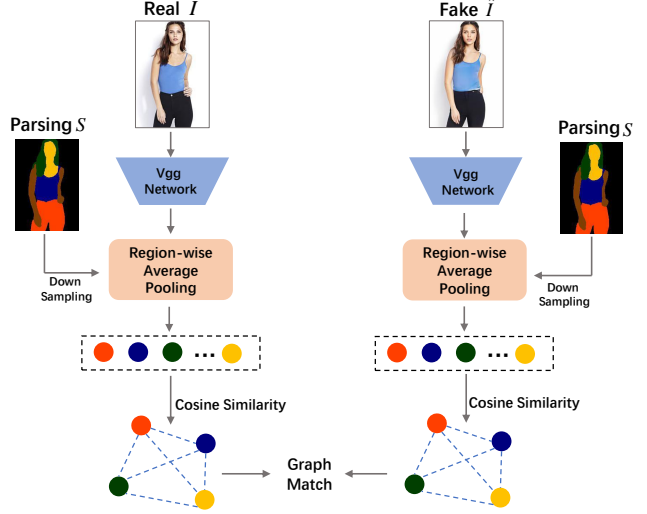 Real I
Fake Ĩ
Parsing S
Parsing S
Vgg
Network
Vgg
Network
Region-wise
Average
Pooling
Region-wise
Average
Pooling
Down
Sampling
Down
Sampling
...
...
Cosine Similarity
Cosine Similarity
Graph
Match